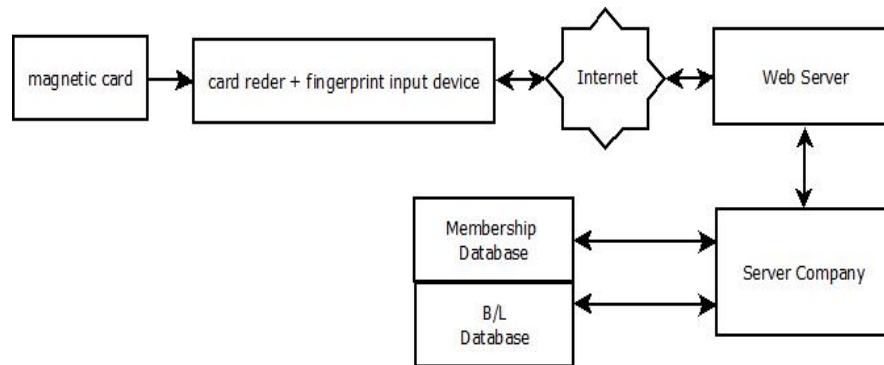 magnetic card
card reder + fingerprint input device
Internet
Web Server
Membership
Database
Server Company
B/L
Database